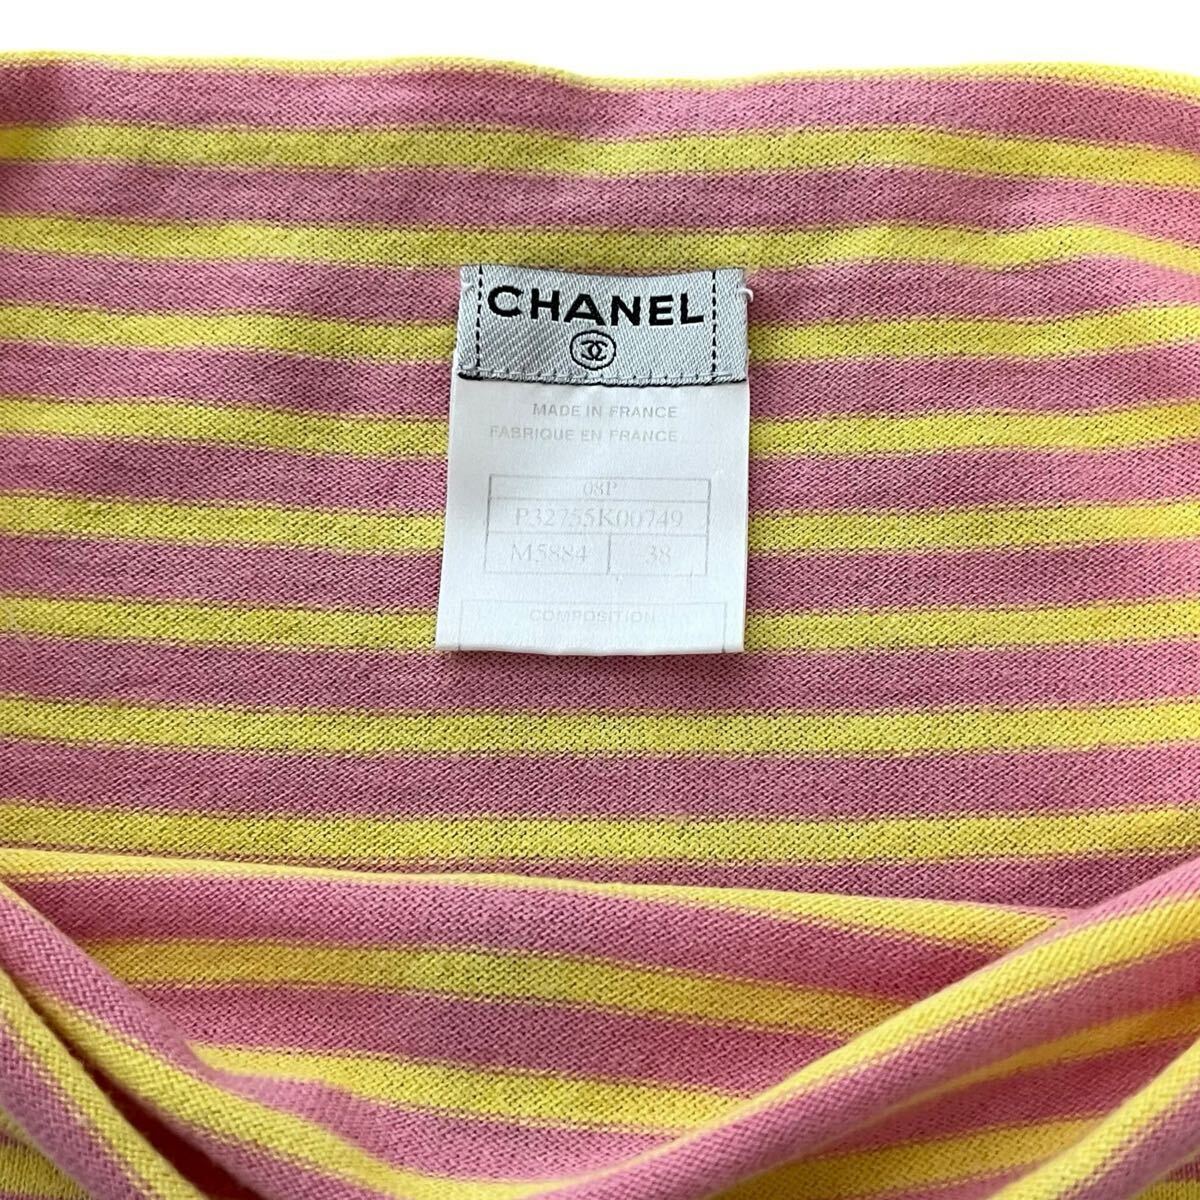 CHANEL
MADE IN FRANCE
FABRIQUE EN FRANCE
08P
P32755K00749
M5884 38
COMPOSITION